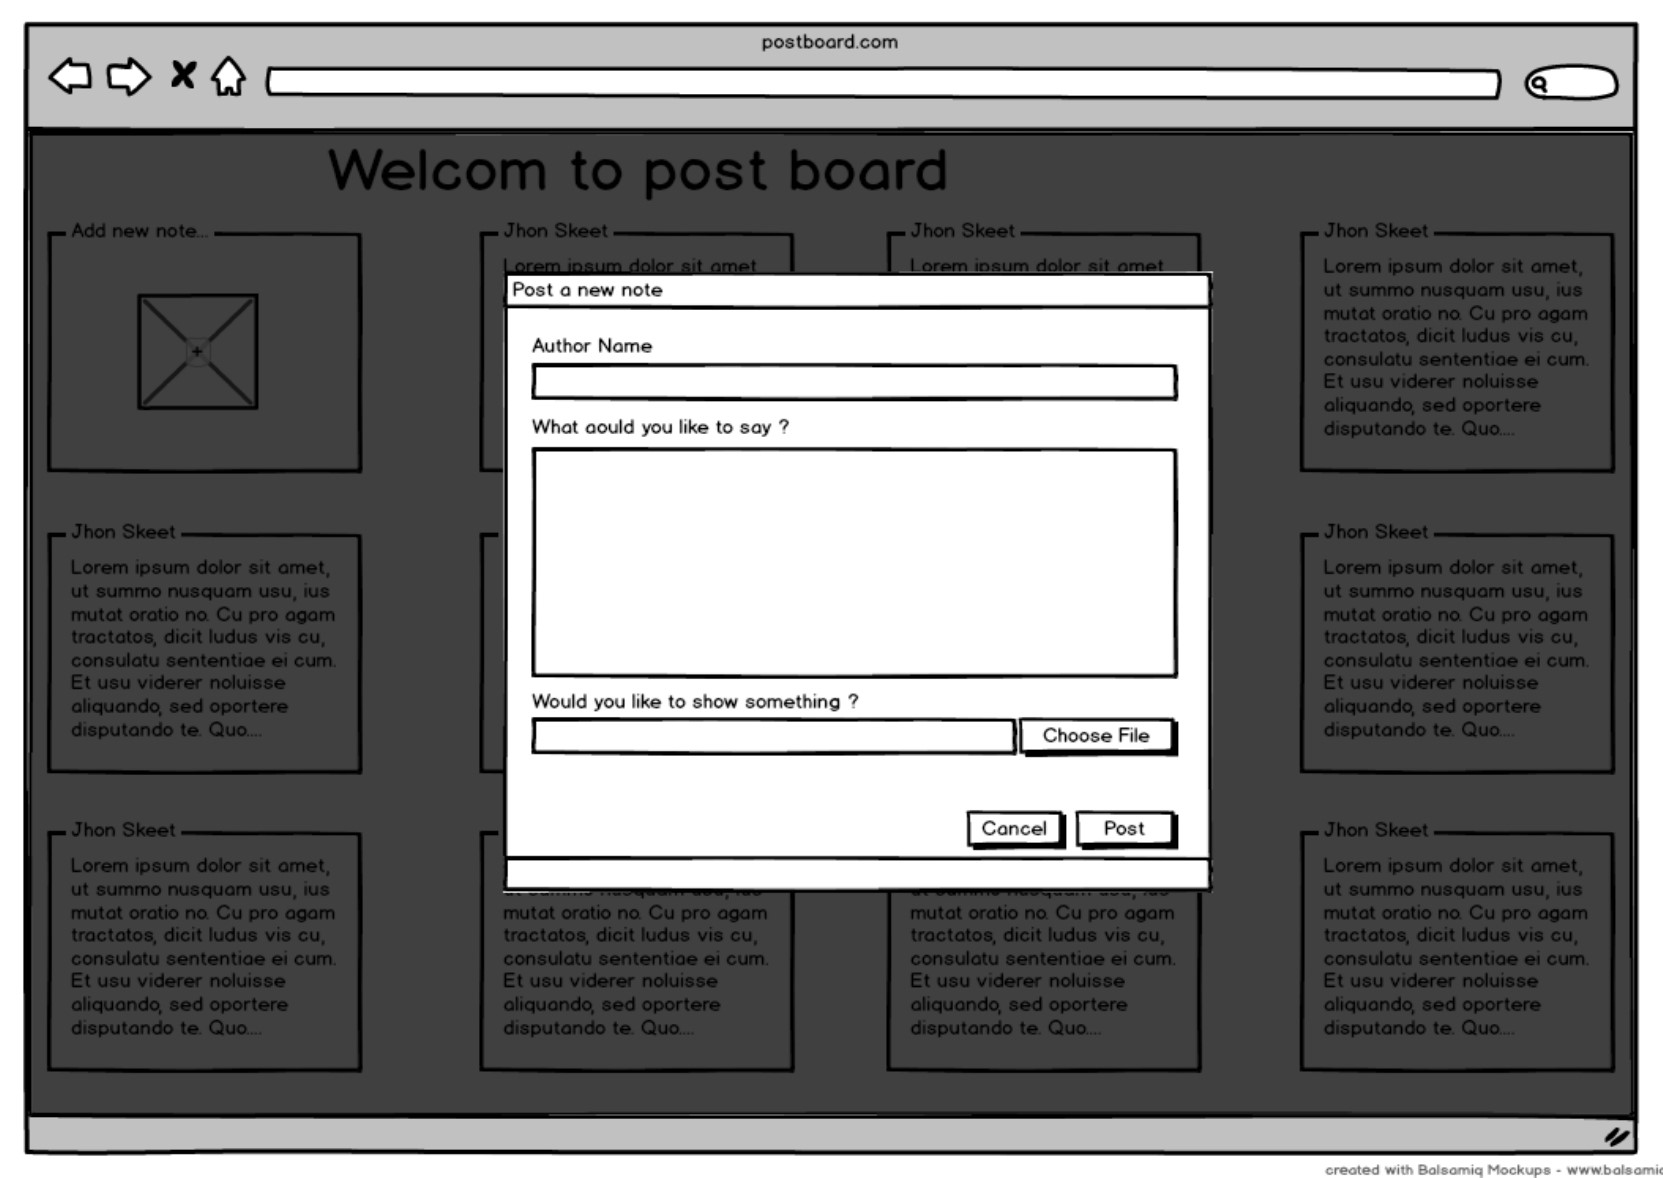 postboard.com
Welcom to post board
Add new note...
Jhon Skeet
Lorem ipsum dolor sit amet
Jhon Skeet
Lorem ipsum dolor sit amet
Jhon Skeet
Lorem ipsum dolor sit amet,
ut summo nusquam usu, ius
mutat oratio no. Cu pro agam
tractatos, dicit ludus vis cu,
consulatu sententiae ei cum.
Et usu viderer noluisse
aliquando, sed oportere
disputando te. Quo....
Post a new note
Author Name
What aould you like to say ?
Would you like to show something ?
Choose File
Cancel
Post
Jhon Skeet
Lorem ipsum dolor sit amet,
ut summo nusquam usu, ius
mutat oratio no. Cu pro agam
tractatos, dicit ludus vis cu,
consulatu sententiae ei cum.
Et usu viderer noluisse
aliquando, sed oportere
disputando te. Quo....
Jhon Skeet
Lorem ipsum dolor sit amet,
ut summo nusquam usu, ius
mutat oratio no. Cu pro agam
tractatos, dicit ludus vis cu,
consulatu sententiae ei cum.
Et usu viderer noluisse
aliquando, sed oportere
disputando te. Quo....
Jhon Skeet
Lorem ipsum dolor sit amet,
ut summo nusquam usu, ius
mutat oratio no. Cu pro agam
tractatos, dicit ludus vis cu,
consulatu sententiae ei cum.
Et usu viderer noluisse
aliquando, sed oportere
disputando te. Quo....
mutat oratio no. Cu pro agam
tractatos, dicit ludus vis cu,
consulatu sententiae ei cum.
Et usu viderer noluisse
aliquando, sed oportere
disputando te. Quo....
mutat oratio no. Cu pro agam
tractatos, dicit ludus vis cu,
consulatu sententiae ei cum.
Et usu viderer noluisse
aliquando, sed oportere
disputando te. Quo....
Jhon Skeet
Lorem ipsum dolor sit amet,
ut summo nusquam usu, ius
mutat oratio no. Cu pro agam
tractatos, dicit ludus vis cu,
consulatu sententiae ei cum.
Et usu viderer noluisse
aliquando, sed oportere
disputando te. Quo....
created with Balsamiq Mockups - www.balsamiq